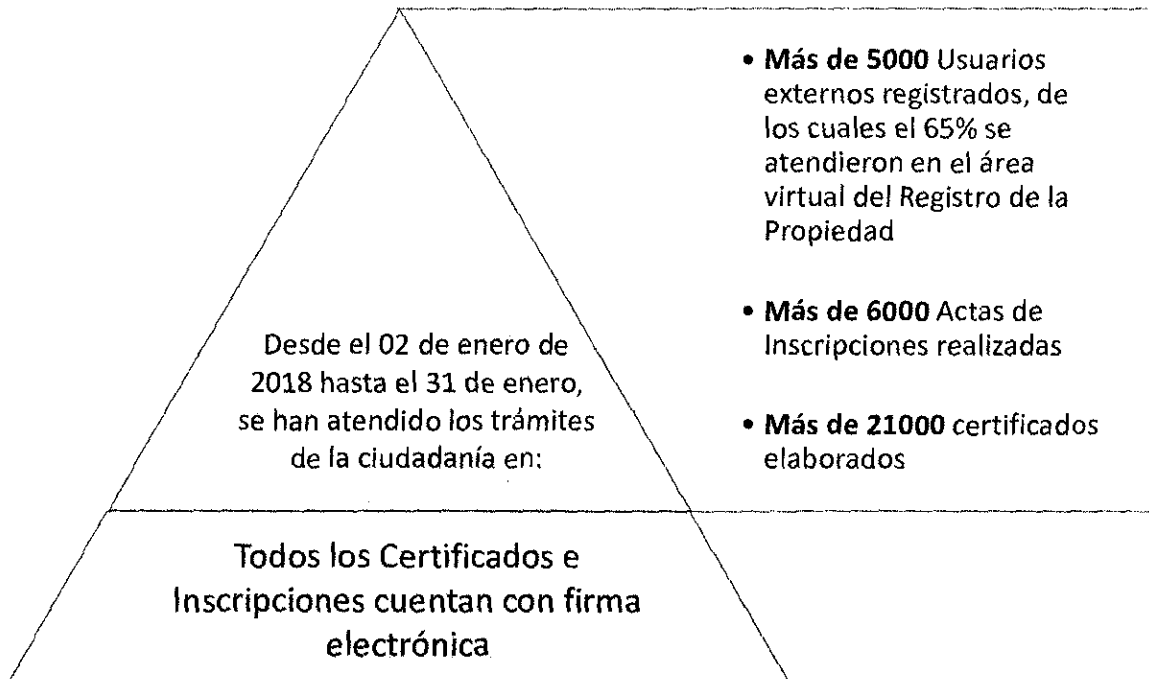 Desde el 02 de enero de
2018 hasta el 31 de enero,
se han atendido los trámites
de la ciudadanía en:
• Más de 5000 Usuarios
externos registrados, de
los cuales el 65% se
atendieron en el área
virtual del Registro de la
Propiedad
• Más de 6000 Actas de
Inscripciones realizadas
• Más de 21000 certificados
elaborados
Todos los Certificados e
Inscripciones cuentan con firma
electrónica